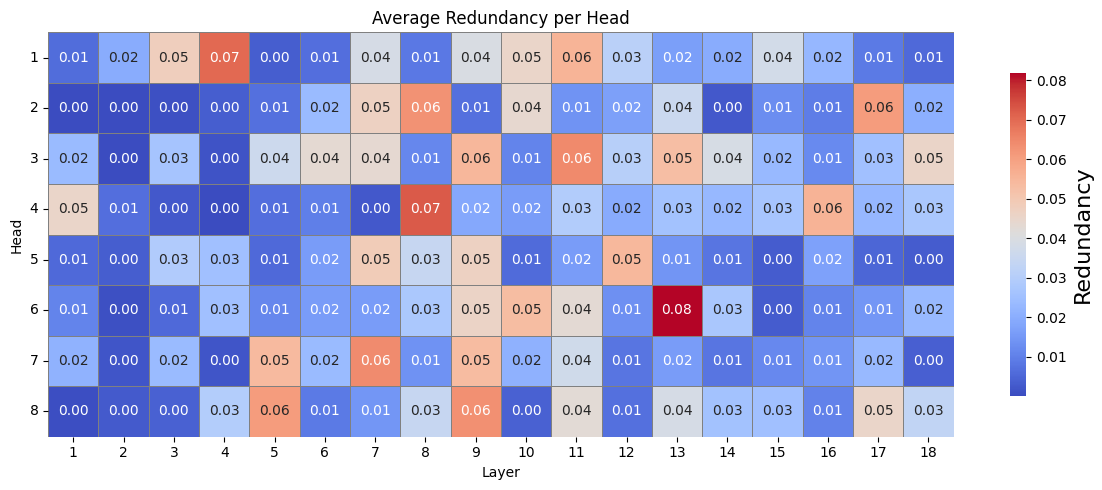 Average Redundancy per Head
1 0.01 0.02 0.05 0.07 0.00 0.01 0.04 0.01 0.04 0.05 0.06 0.03 0.02 0.02 0.04 0.02 0.01 0.01
2 0.00 0.00 0.00 0.00 0.01 0.02 0.05 0.06 0.01 0.04 0.01 0.02 0.04 0.00 0.01 0.01 0.06 0.02
3 0.02 0.00 0.03 0.00 0.04 0.04 0.04 0.01 0.06 0.01 0.06 0.03 0.05 0.04 0.02 0.01 0.03 0.05
4 0.05 0.01 0.00 0.00 0.01 0.01 0.00 0.07 0.02 0.02 0.03 0.02 0.03 0.02 0.03 0.06 0.02 0.03
5 0.01 0.00 0.03 0.03 0.01 0.02 0.05 0.03 0.05 0.01 0.02 0.05 0.01 0.01 0.00 0.02 0.01 0.00
6 0.01 0.00 0.01 0.03 0.01 0.02 0.02 0.03 0.05 0.05 0.04 0.01 0.08 0.03 0.00 0.01 0.01 0.02
7 0.02 0.00 0.02 0.00 0.05 0.02 0.06 0.01 0.05 0.02 0.04 0.01 0.02 0.01 0.01 0.01 0.02 0.00
8 0.00 0.00 0.00 0.03 0.06 0.01 0.01 0.03 0.06 0.00 0.04 0.01 0.04 0.03 0.03 0.01 0.05 0.03
1 2 3 4 5 6 7 8 9 10 11 12 13 14 15 16 17 18
Layer
Head
0.08
0.07
0.06
0.05
0.04
0.03
0.02
0.01
Redundancy